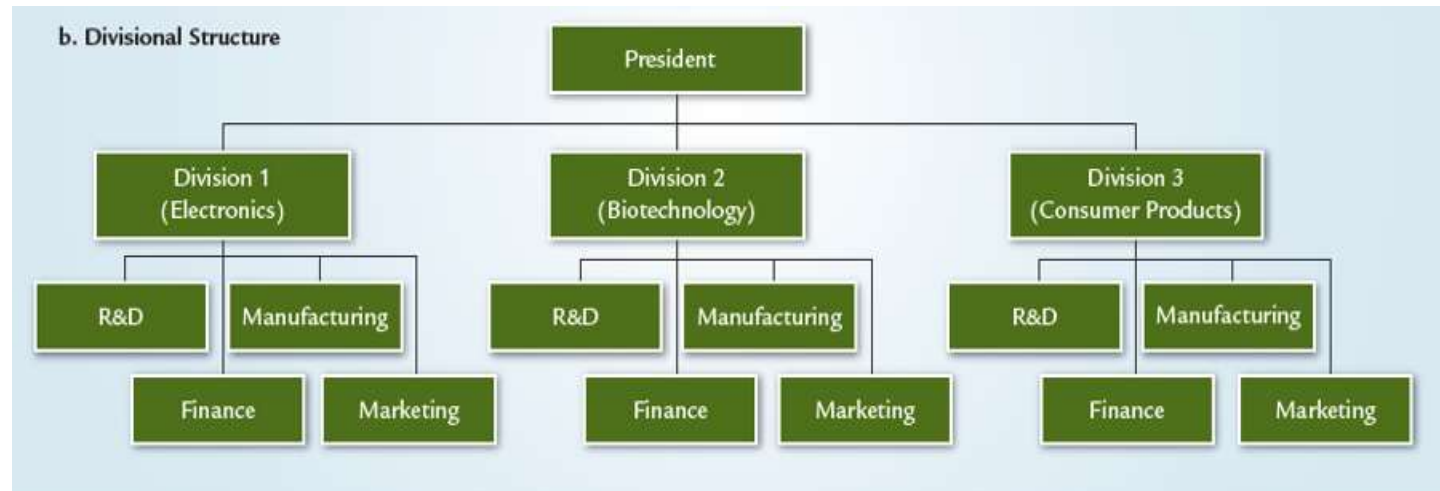 b. Divisional Structure
President
Division 1
(Electronics)
Division 2
(Biotechnology)
Division 3
(Consumer Products)
R&D
Manufacturing
R&D
Manufacturing
R&D
Manufacturing
Finance
Marketing
Finance
Marketing
Finance
Marketing